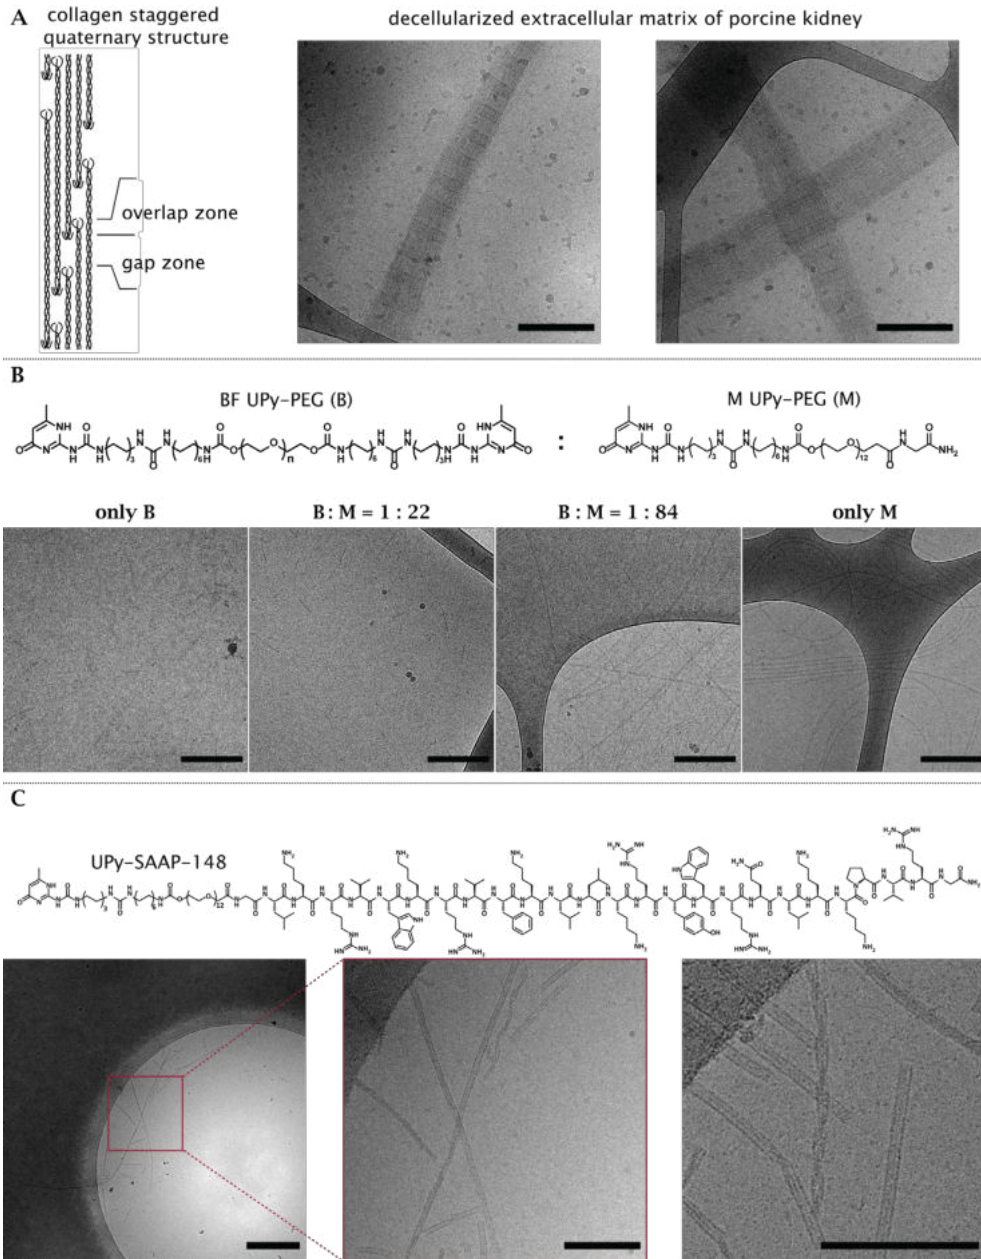 A
collagen staggered
quaternary structure
decellularized extracellular matrix of porcine kidney
overlap zone
gap zone
B
BF UPy-PEG (B)
:
M UPy-PEG (M)
only B
B : M = 1 : 22
B : M = 1 : 84
only M
C
UPy-SAAP-148